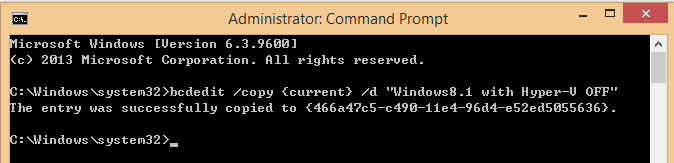 Administrator: Command Prompt
Microsoft Windows [Version 6.3.9600]
(c) 2013 Microsoft Corporation. All rights reserved.
C:\Windows\system32>bcdedit /copy {current} /d "Windows8.1 with Hyper-V OFF"
The entry was successfully copied to {466a47c5-c490-11e4-96d4-e52ed5055636}.
C:\Windows\system32>_